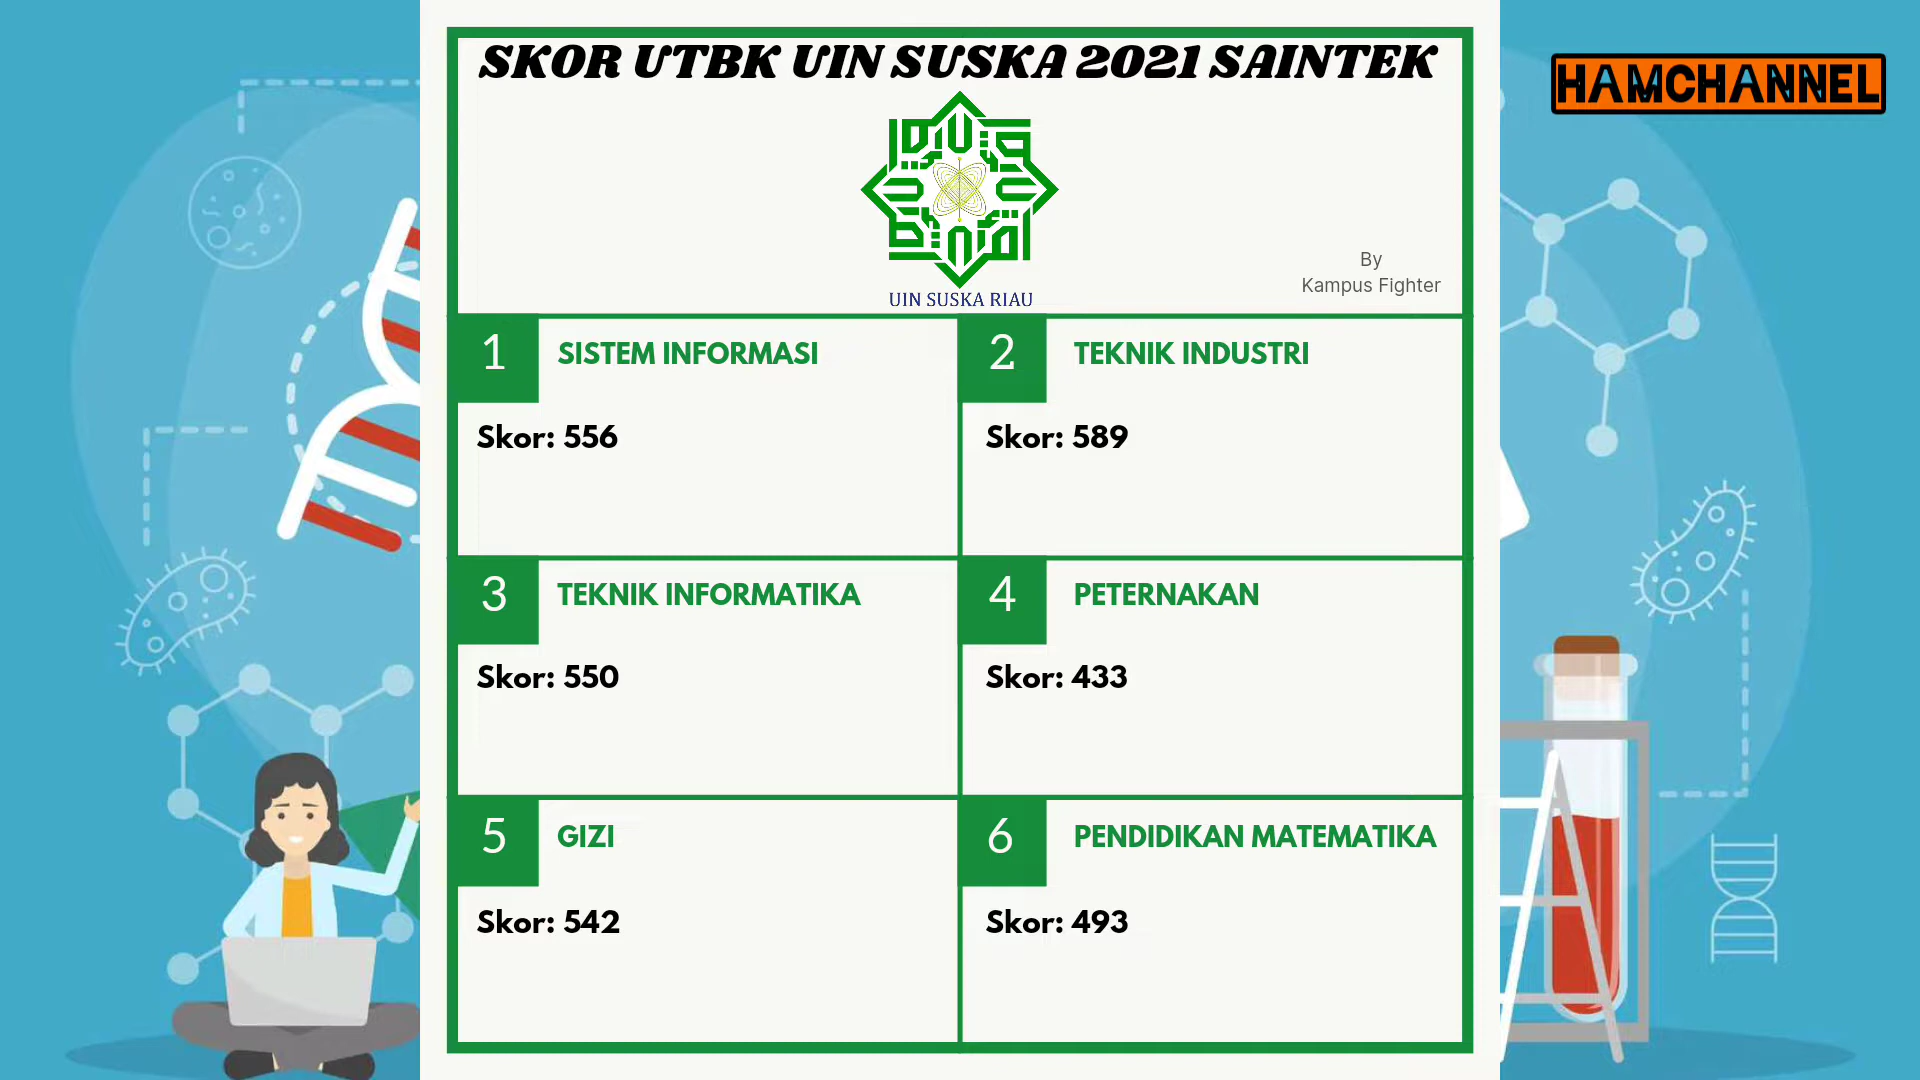 SKOR UTBK UIN SUSKA 2021 SAINTEK
HAMCHANNEL
By
Kampus Fighter
UIN SUSKA RIAU
1 SISTEM INFORMASI
Skor: 556
2 TEKNIK INDUSTRI
Skor: 589
3 TEKNIK INFORMATIKA
Skor: 550
4 PETERNAKAN
Skor: 433
5 GIZI
Skor: 542
6 PENDIDIKAN MATEMATIKA
Skor: 493